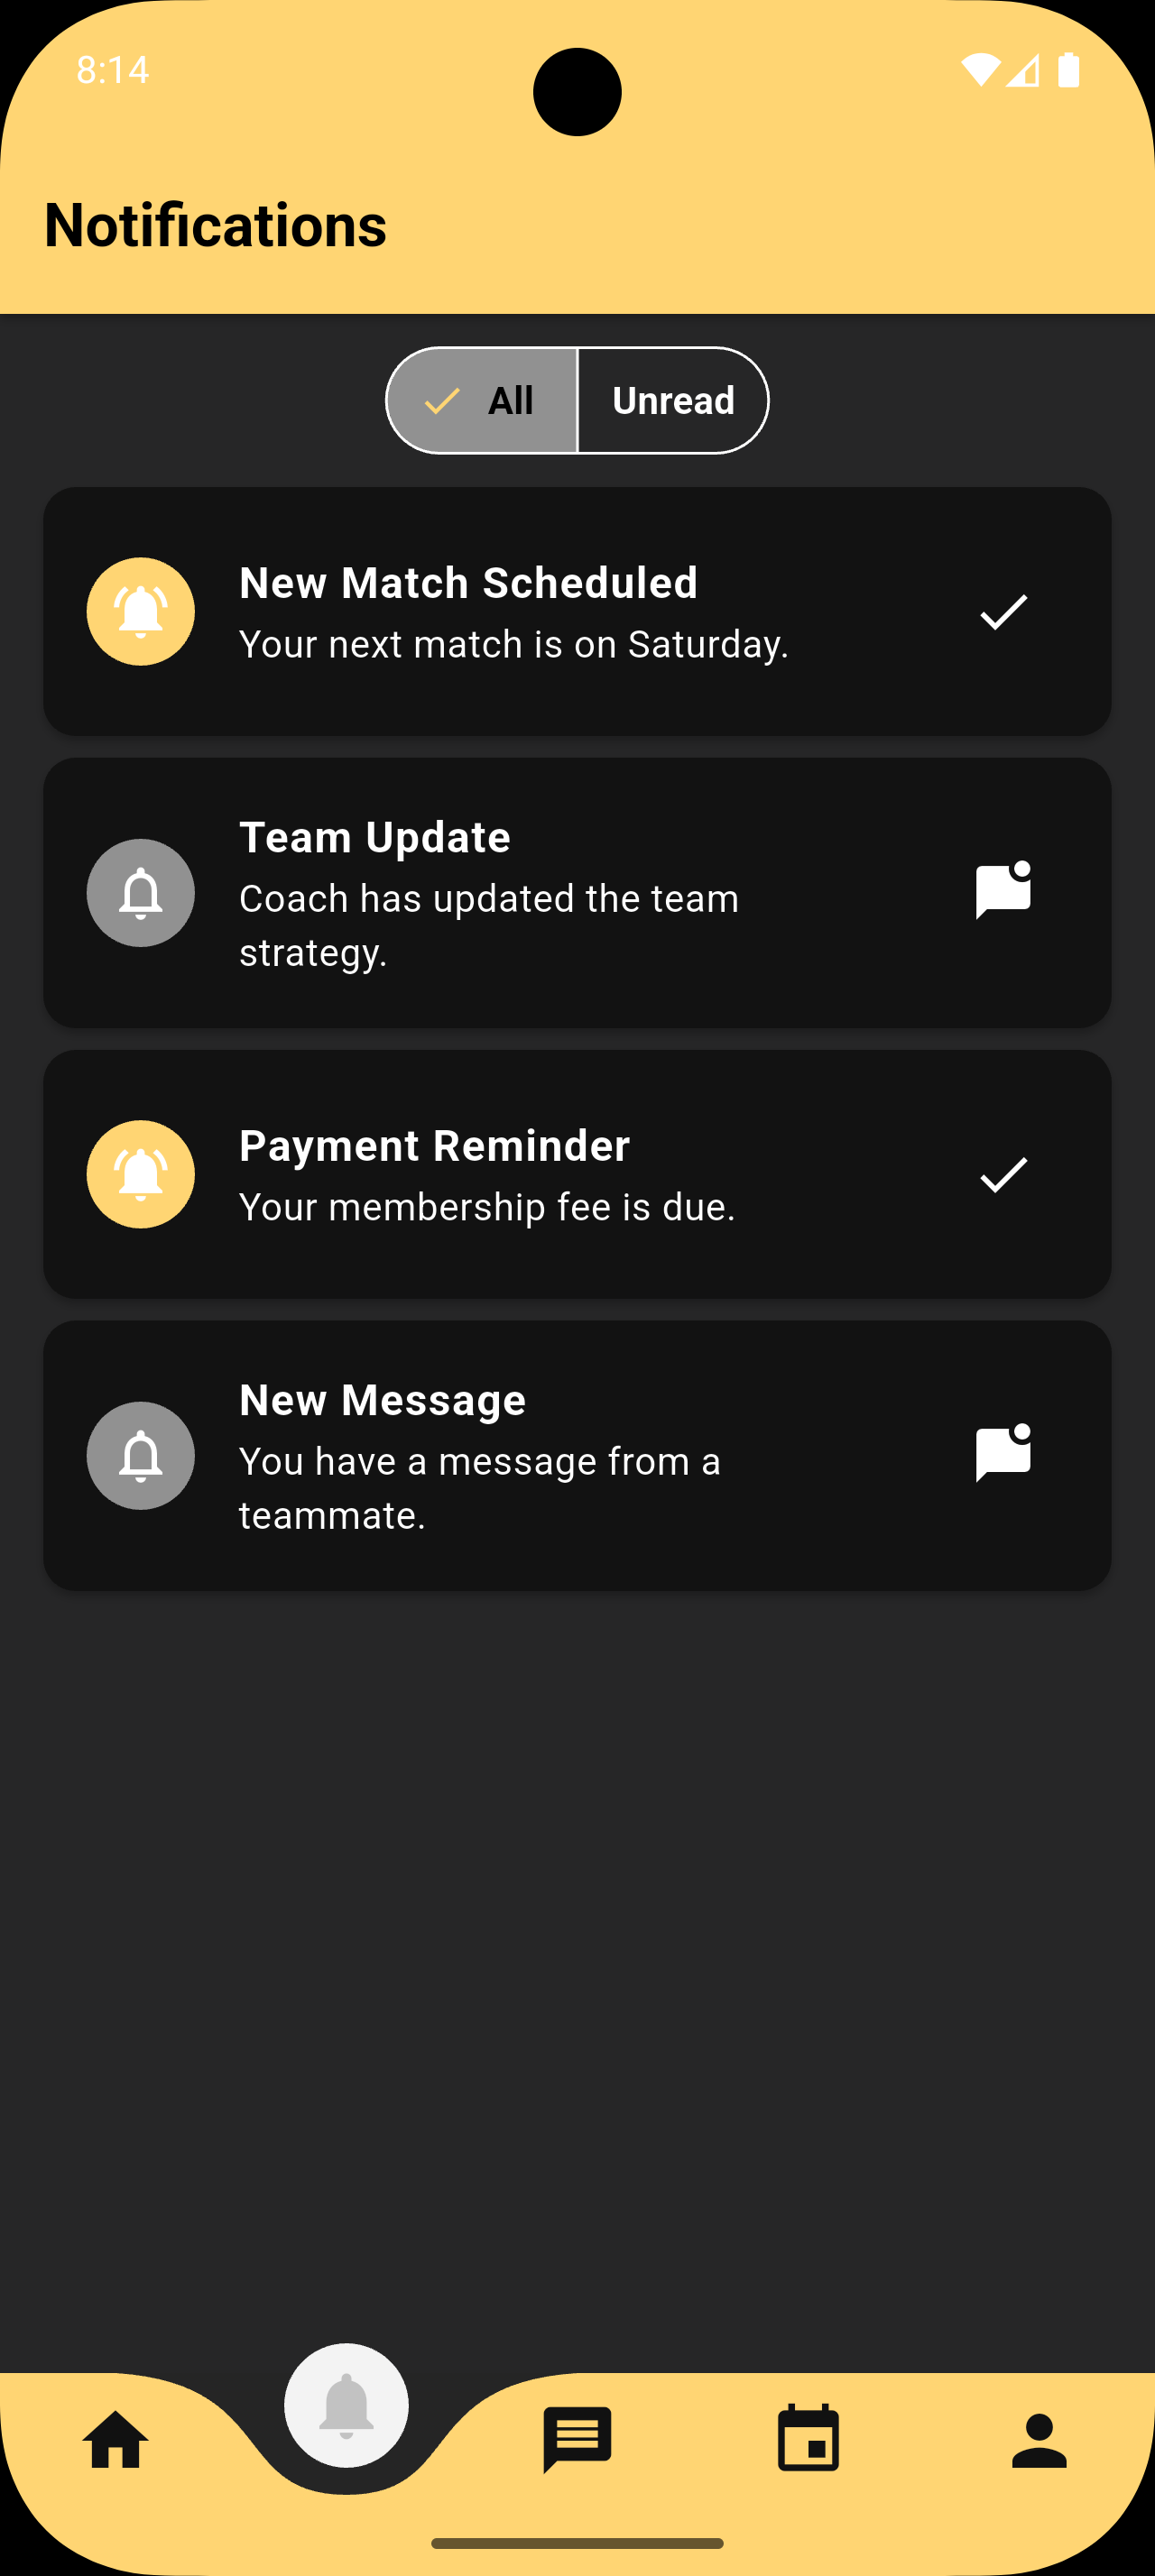 8:14
Notifications
All
Unread
New Match Scheduled
Your next match is on Saturday.
Team Update
Coach has updated the team
strategy.
Payment Reminder
Your membership fee is due.
New Message
You have a message from a
teammate.